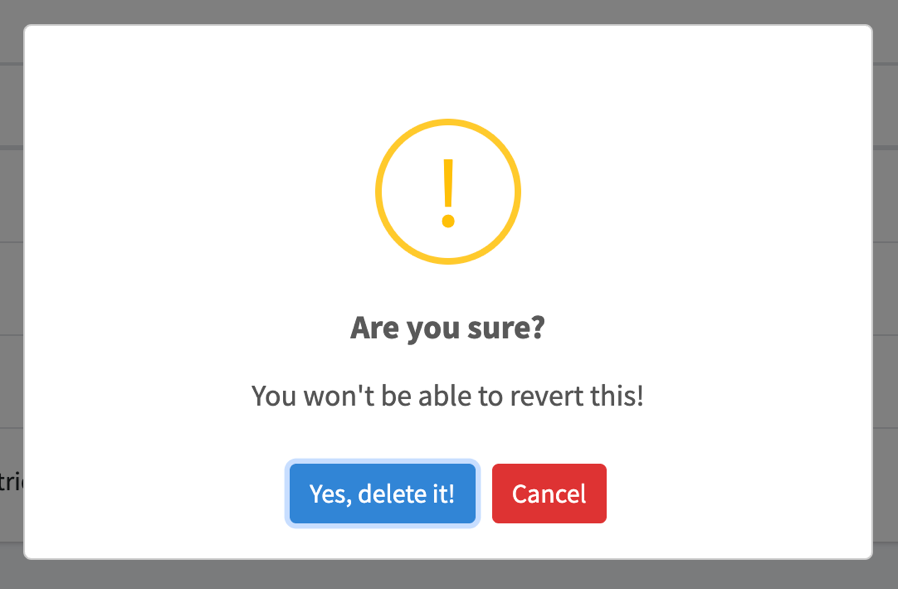 Are you sure?
You won't be able to revert this!
Yes, delete it! Cancel